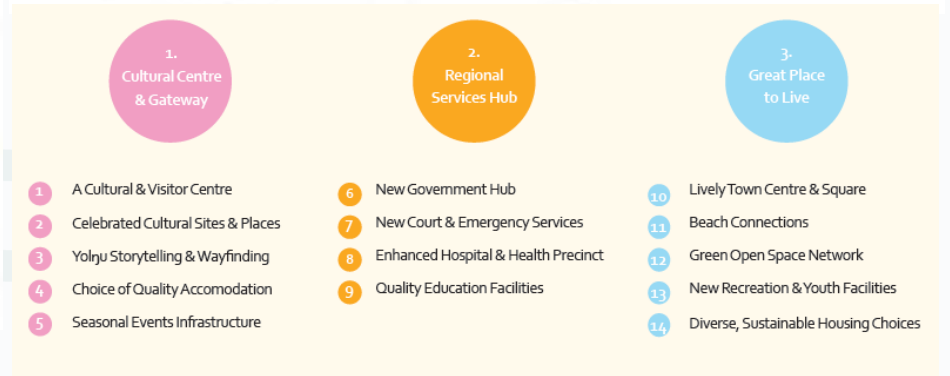 1.
Cultural Centre
& Gateway
2.
Regional
Services Hub
3.
Great Place
to Live
1 A Cultural & Visitor Centre
2 Celebrated Cultural Sites & Places
3 Yolŋu Storytelling & Wayfinding
4 Choice of Quality Accomodation
5 Seasonal Events Infrastructure
6 New Government Hub
7 New Court & Emergency Services
8 Enhanced Hospital & Health Precinct
9 Quality Education Facilities
10 Lively Town Centre & Square
11 Beach Connections
12 Green Open Space Network
13 New Recreation & Youth Facilities
14 Diverse, Sustainable Housing Choices